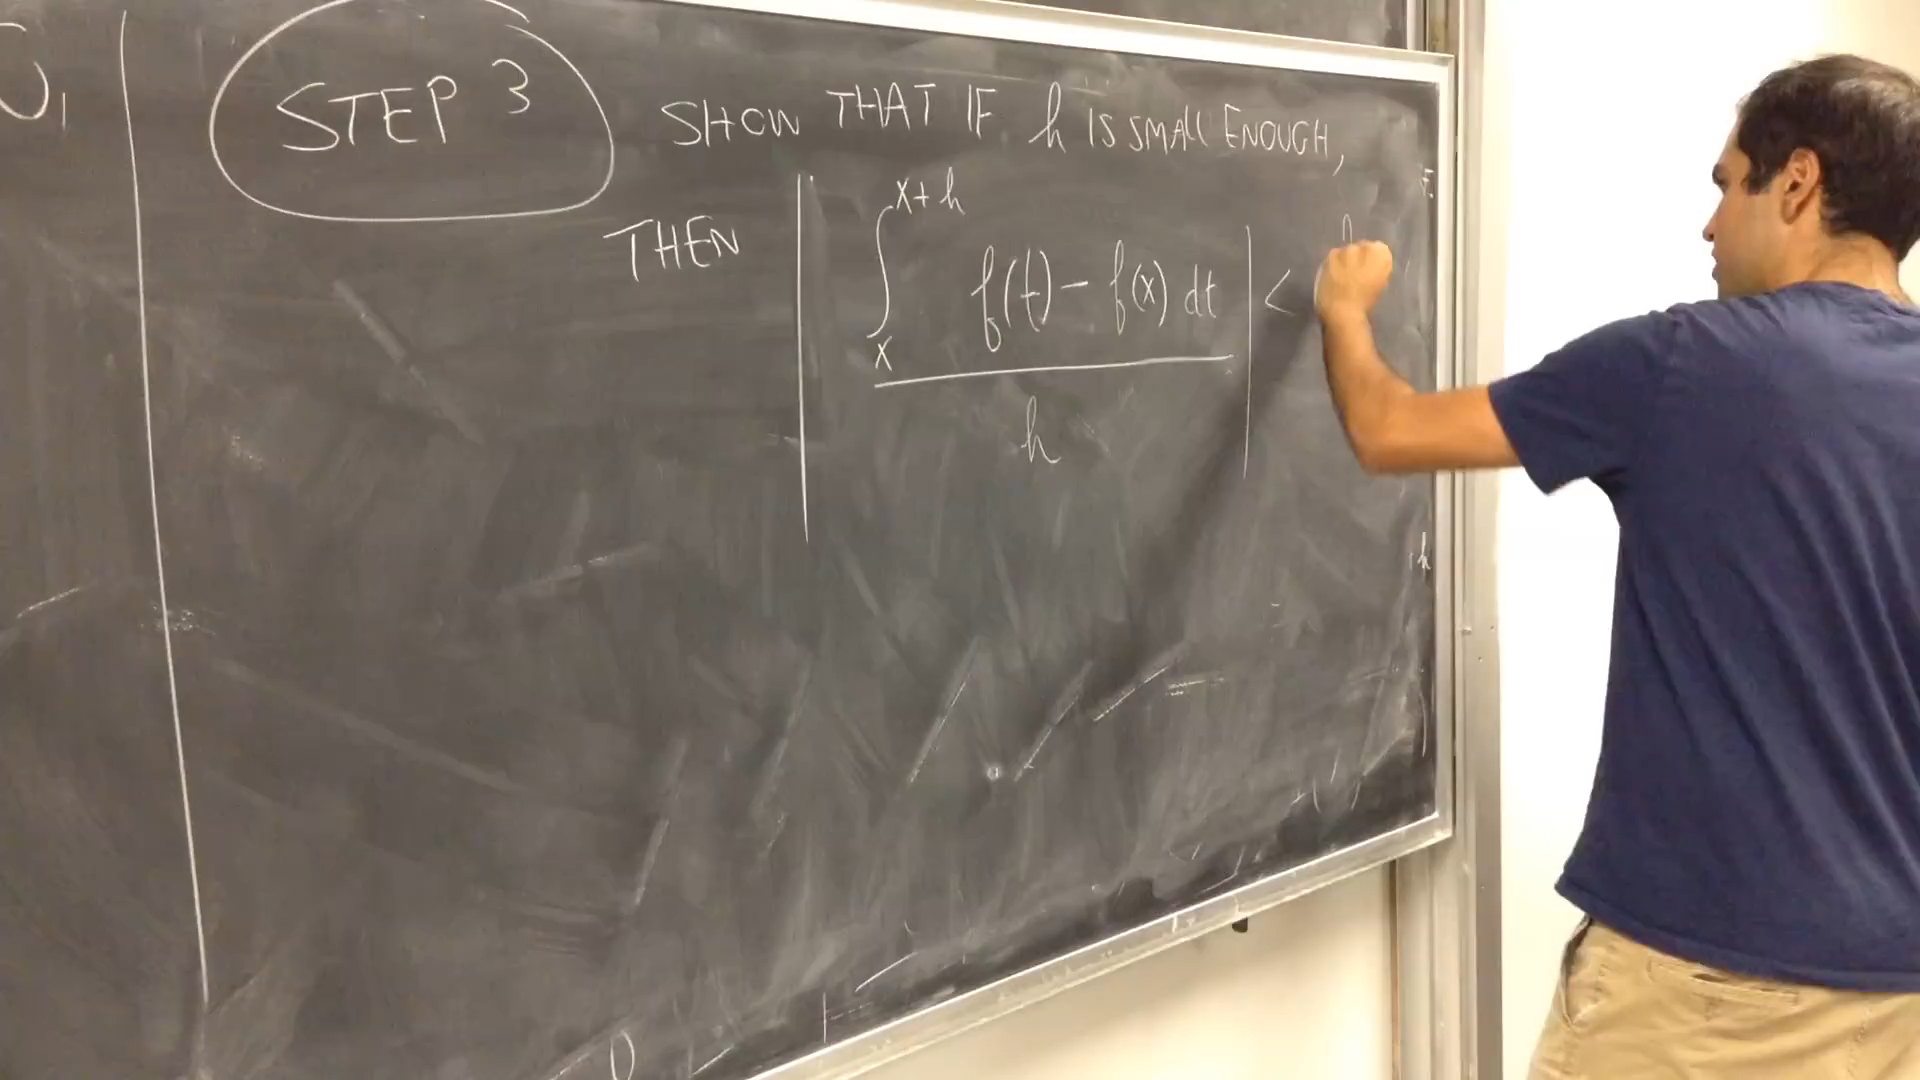 STEP 3 SHOW THAT IF h IS SMALL ENOUGH,
THEN | ∫ₓ^{x+h} f(t) - f(x) dt | <
h